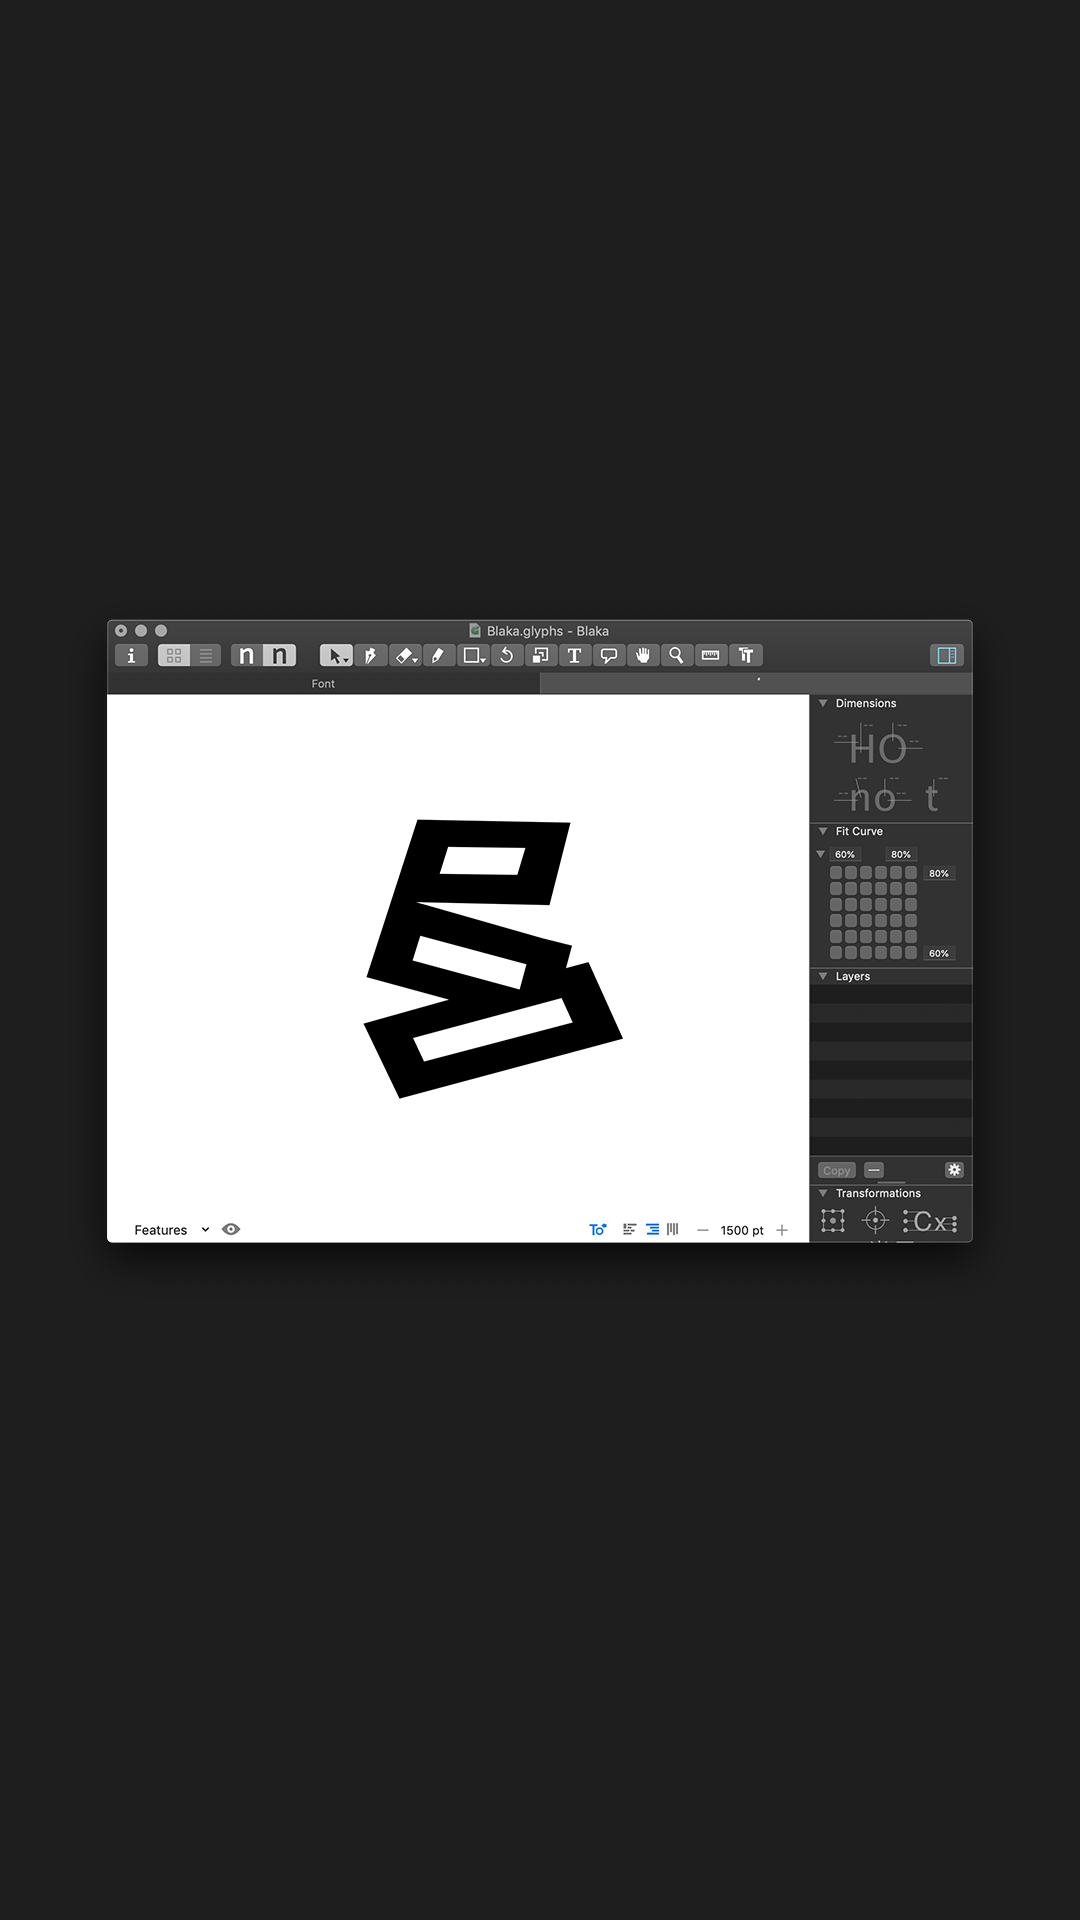 Blaka.glyphs - Blaka
i n n T T T
Font
Dimensions
HO
no t
Fit Curve
60% 80%
80%
60%
Layers
Copy
Transformations
Cx
Features To 1500 pt